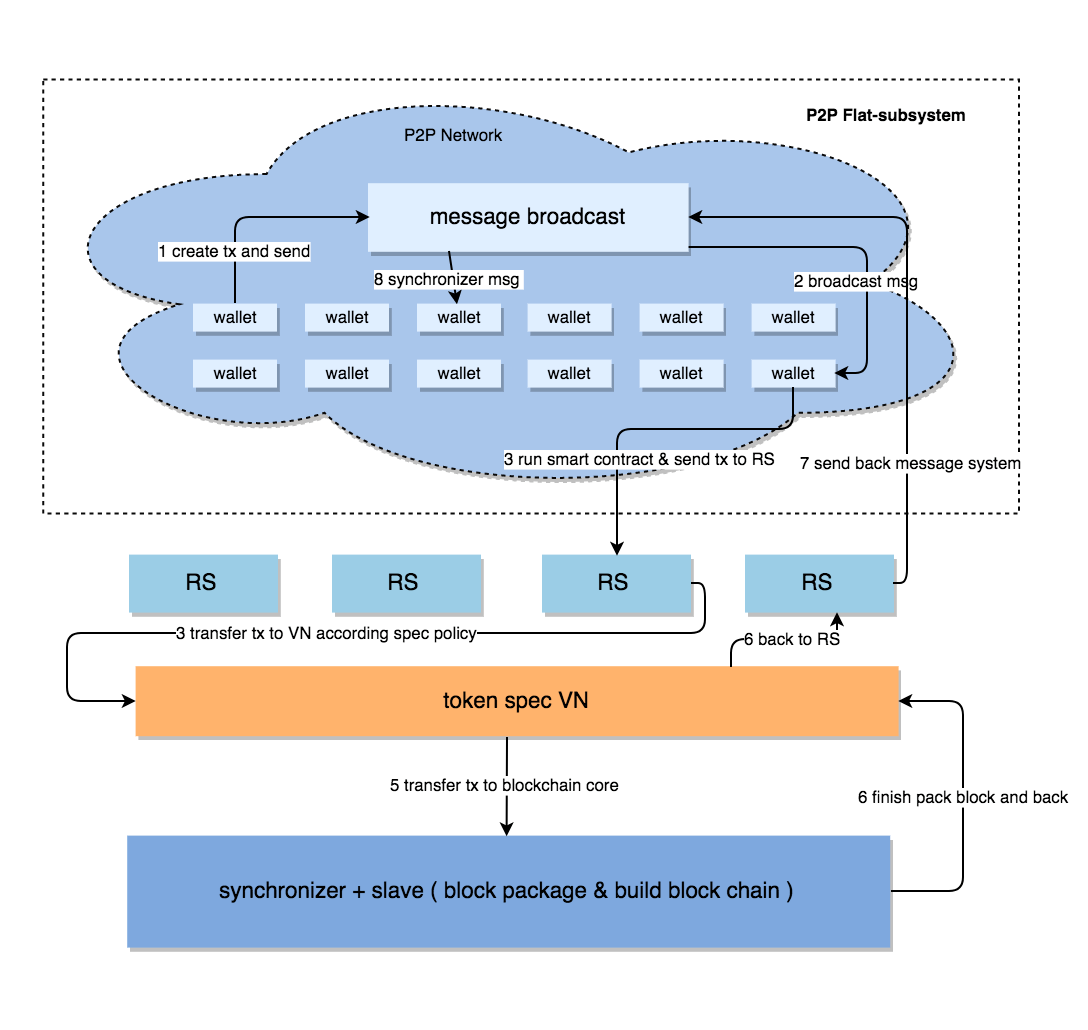 P2P Flat-subsystem
P2P Network
message broadcast
1 create tx and send
8 synchronizer msg
2 broadcast msg
wallet wallet wallet wallet wallet wallet
wallet wallet wallet wallet wallet wallet
3 run smart contract & send tx to RS
7 send back message system
RS RS RS RS
3 transfer tx to VN according spec policy
6 back to RS
token spec VN
5 transfer tx to blockchain core
6 finish pack block and back
synchronizer + slave ( block package & build block chain )